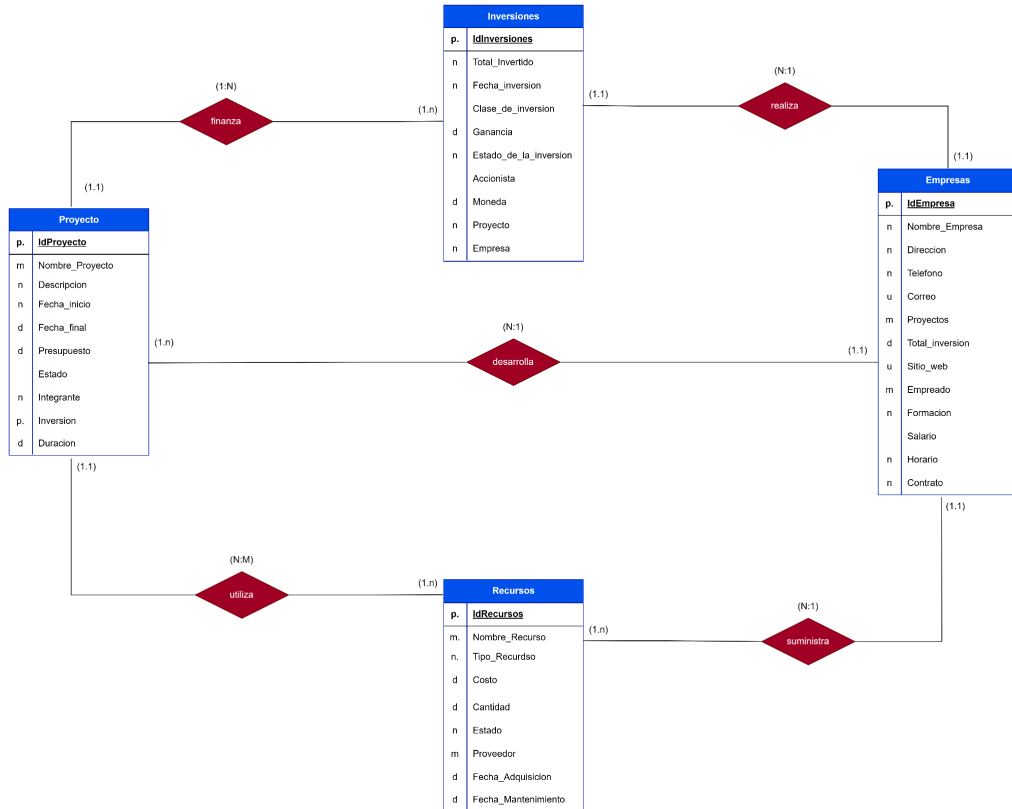 Inversiones
p. IdInversiones
n Total_Invertido
n Fecha_inversion
Clase_de_inversion
d Ganancia
n Estado_de_la_inversion
Accionista
d Moneda
n Proyecto
n Empresa
(1:N)
finanza
(1.n)
(1.1)
(1.1)
(N:1)
realiza
(1.1)
Empresas
p. IdEmpresa
n Nombre_Empresa
n Direccion
n Telefono
u Correo
m Proyectos
d Total_inversion
u Sitio_web
m Empreado
n Formacion
Salario
n Horario
n Contrato
Proyecto
p. IdProyecto
m Nombre_Proyecto
n Descripcion
n Fecha_inicio
d Fecha_final
d Presupuesto
Estado
n Integrante
p. Inversion
d Duracion
(1.n)
(N:1)
desarrolla
(1.1)
(1.1)
(N:M)
utiliza
(1.n)
(1.1)
(N:1)
suministra
(1.n)
Recursos
p. IdRecursos
m. Nombre_Recurso
n. Tipo_Recurdso
d Costo
d Cantidad
n Estado
m Proveedor
d Fecha_Adquisicion
d Fecha_Mantenimiento